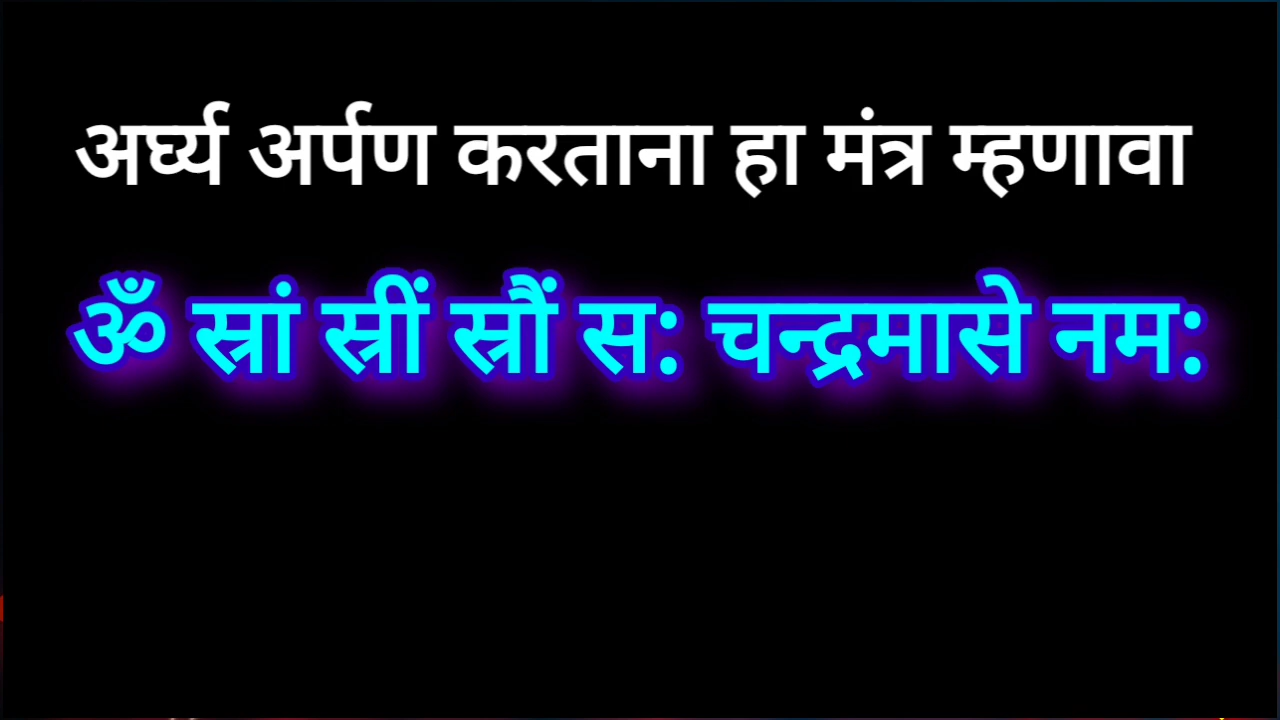 अर्घ्य अर्पण करताना हा मंत्र म्हणावा
ॐ स्रां स्रीं स्रौं स: चन्द्रमासे नम: